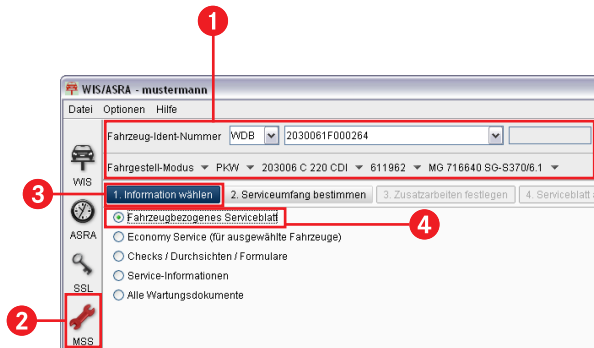 1
WIS/ASRA - mustermann
Datei Optionen Hilfe
Fahrzeug-Ident-Nummer WDB 2030061F000264
Fahrgestell-Modus PKW 203006 C 220 CDI 611962 MG 716640 SG-S370/6.1
WIS
3
1. Information wählen 2. Serviceumfang bestimmen 3. Zusatzarbeiten festlegen 4. Serviceblatt
Fahrzeugbezogenes Serviceblatt
4
ASRA
Economy Service (für ausgewählte Fahrzeuge)
Checks / Durchsichten / Formulare
Service-Informationen
SSL
Alle Wartungsdokumente
2
MSS